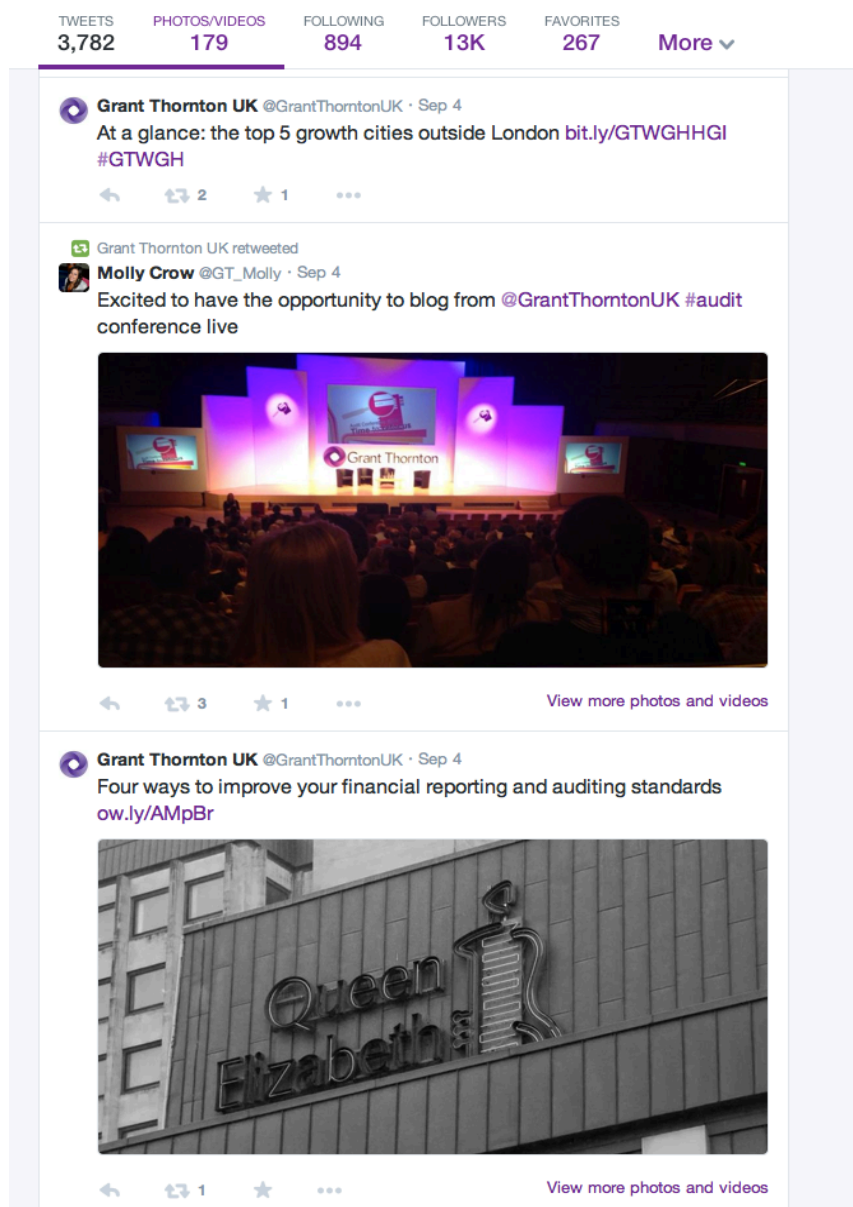 TWEETS PHOTOS/VIDEOS FOLLOWING FOLLOWERS FAVORITES
3,782 179 894 13K 267 More
Grant Thornton UK @GrantThorntonUK · Sep 4
At a glance: the top 5 growth cities outside London bit.ly/GTWGHHGI
#GTWGH
2 1
Grant Thornton UK retweeted
Molly Crow @GT_Molly · Sep 4
Excited to have the opportunity to blog from @GrantThorntonUK #audit
conference live
Grant Thornton
3 1 View more photos and videos
Grant Thornton UK @GrantThorntonUK · Sep 4
Four ways to improve your financial reporting and auditing standards
ow.ly/AMpBr
Queen
Elizabeth
1 View more photos and videos